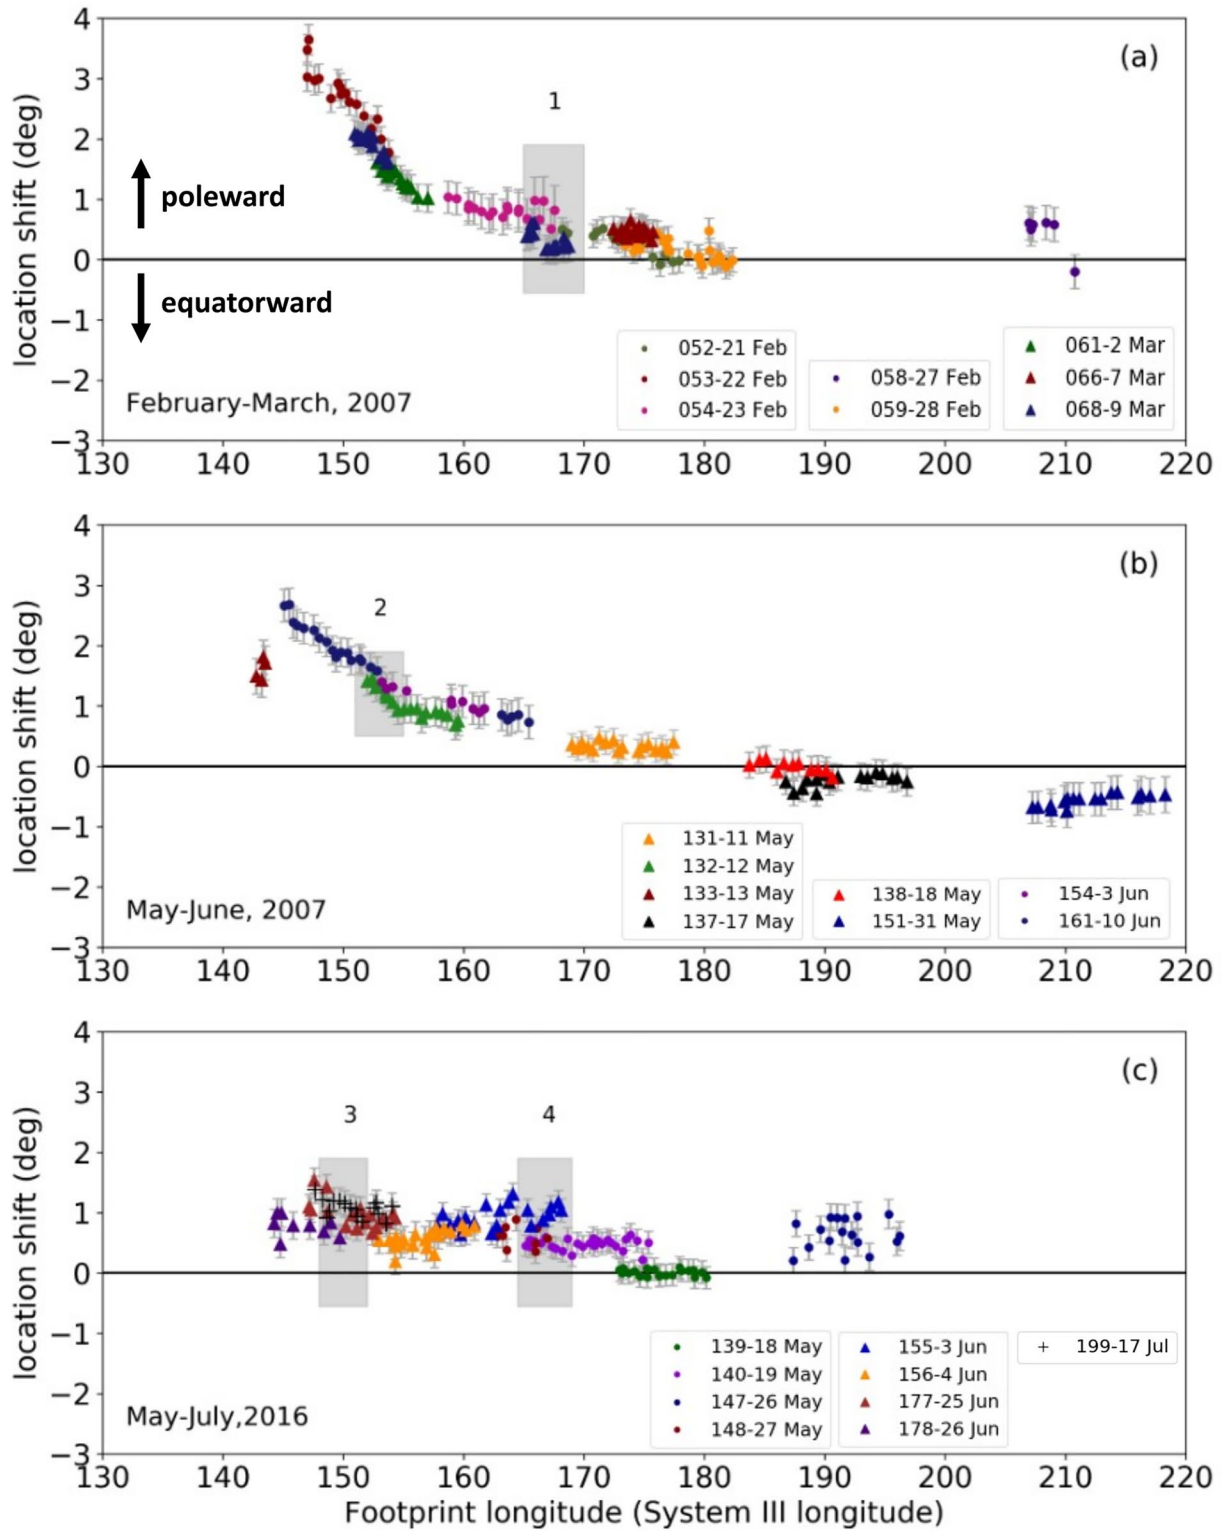 4
(a)
3
1
2
location shift (deg)
1
poleward
0
equatorward
−1
052-21 Feb
061-2 Mar
053-22 Feb
058-27 Feb
066-7 Mar
−2
054-23 Feb
059-28 Feb
068-9 Mar
February-March, 2007
−3
130 140 150 160 170 180 190 200 210 220
4
(b)
3
2
2
location shift (deg)
1
0
−1
131-11 May
132-12 May
133-13 May
138-18 May
154-3 Jun
−2
137-17 May
151-31 May
161-10 Jun
May-June, 2007
−3
130 140 150 160 170 180 190 200 210 220
4
(c)
3
3
4
2
location shift (deg)
1
0
−1
139-18 May
155-3 Jun
199-17 Jul
140-19 May
156-4 Jun
−2
147-26 May
177-25 Jun
148-27 May
178-26 Jun
May-July,2016
−3
130 140 150 160 170 180 190 200 210 220
Footprint longitude (System III longitude)